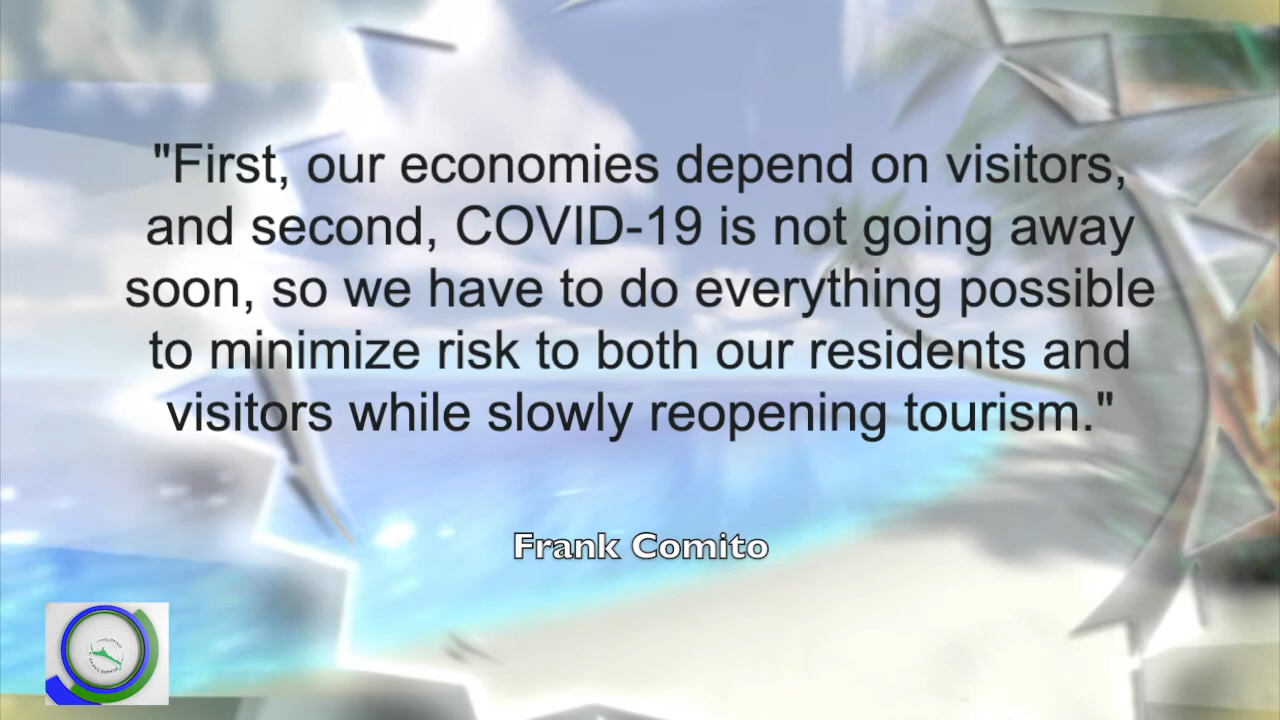 "First, our economies depend on visitors,
and second, COVID-19 is not going away
soon, so we have to do everything possible
to minimize risk to both our residents and
visitors while slowly reopening tourism."
Frank Comito